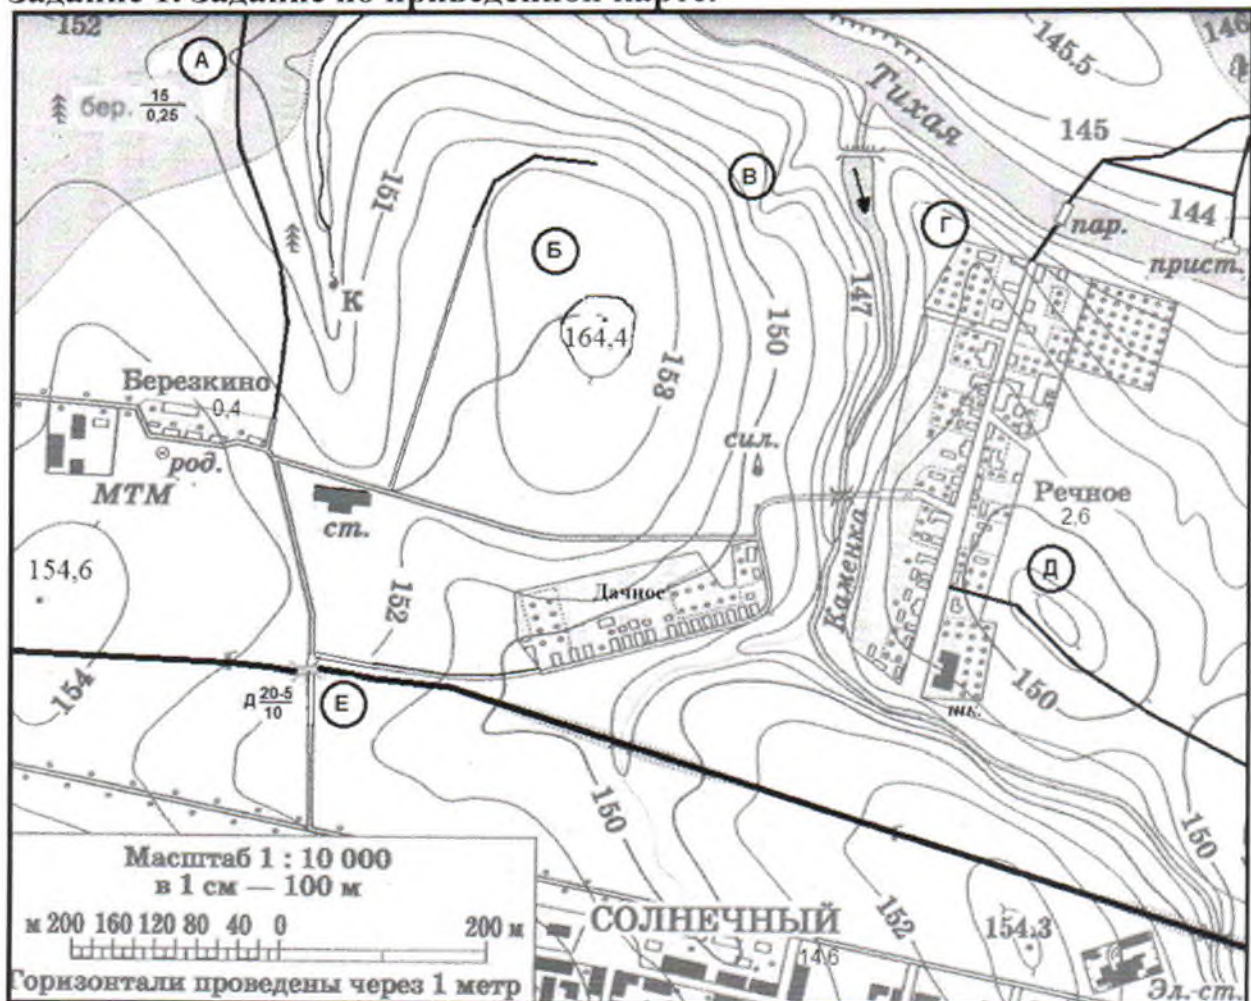 Задание 1. Задание по приведенной карте.
152
А
бер. 15/0,25
145.5
146
Тихая
145
В
151
144
Г
пар.
прист.
Б
К
147
164,4
150
Березкино
0,4
153
сил.
род.
МТМ
ст.
Речное
2,6
154,6
Д
Дачное
152
Каменка
154
150
Д 20-5/10
Е
шк.
150
150
Масштаб 1 : 10 000
в 1 см — 100 м
м 200 160 120 80 40 0 200 м
Горизонтали проведены через 1 метр
СОЛНЕЧНЫЙ
14,6
152
154.3
Эл.-ст.